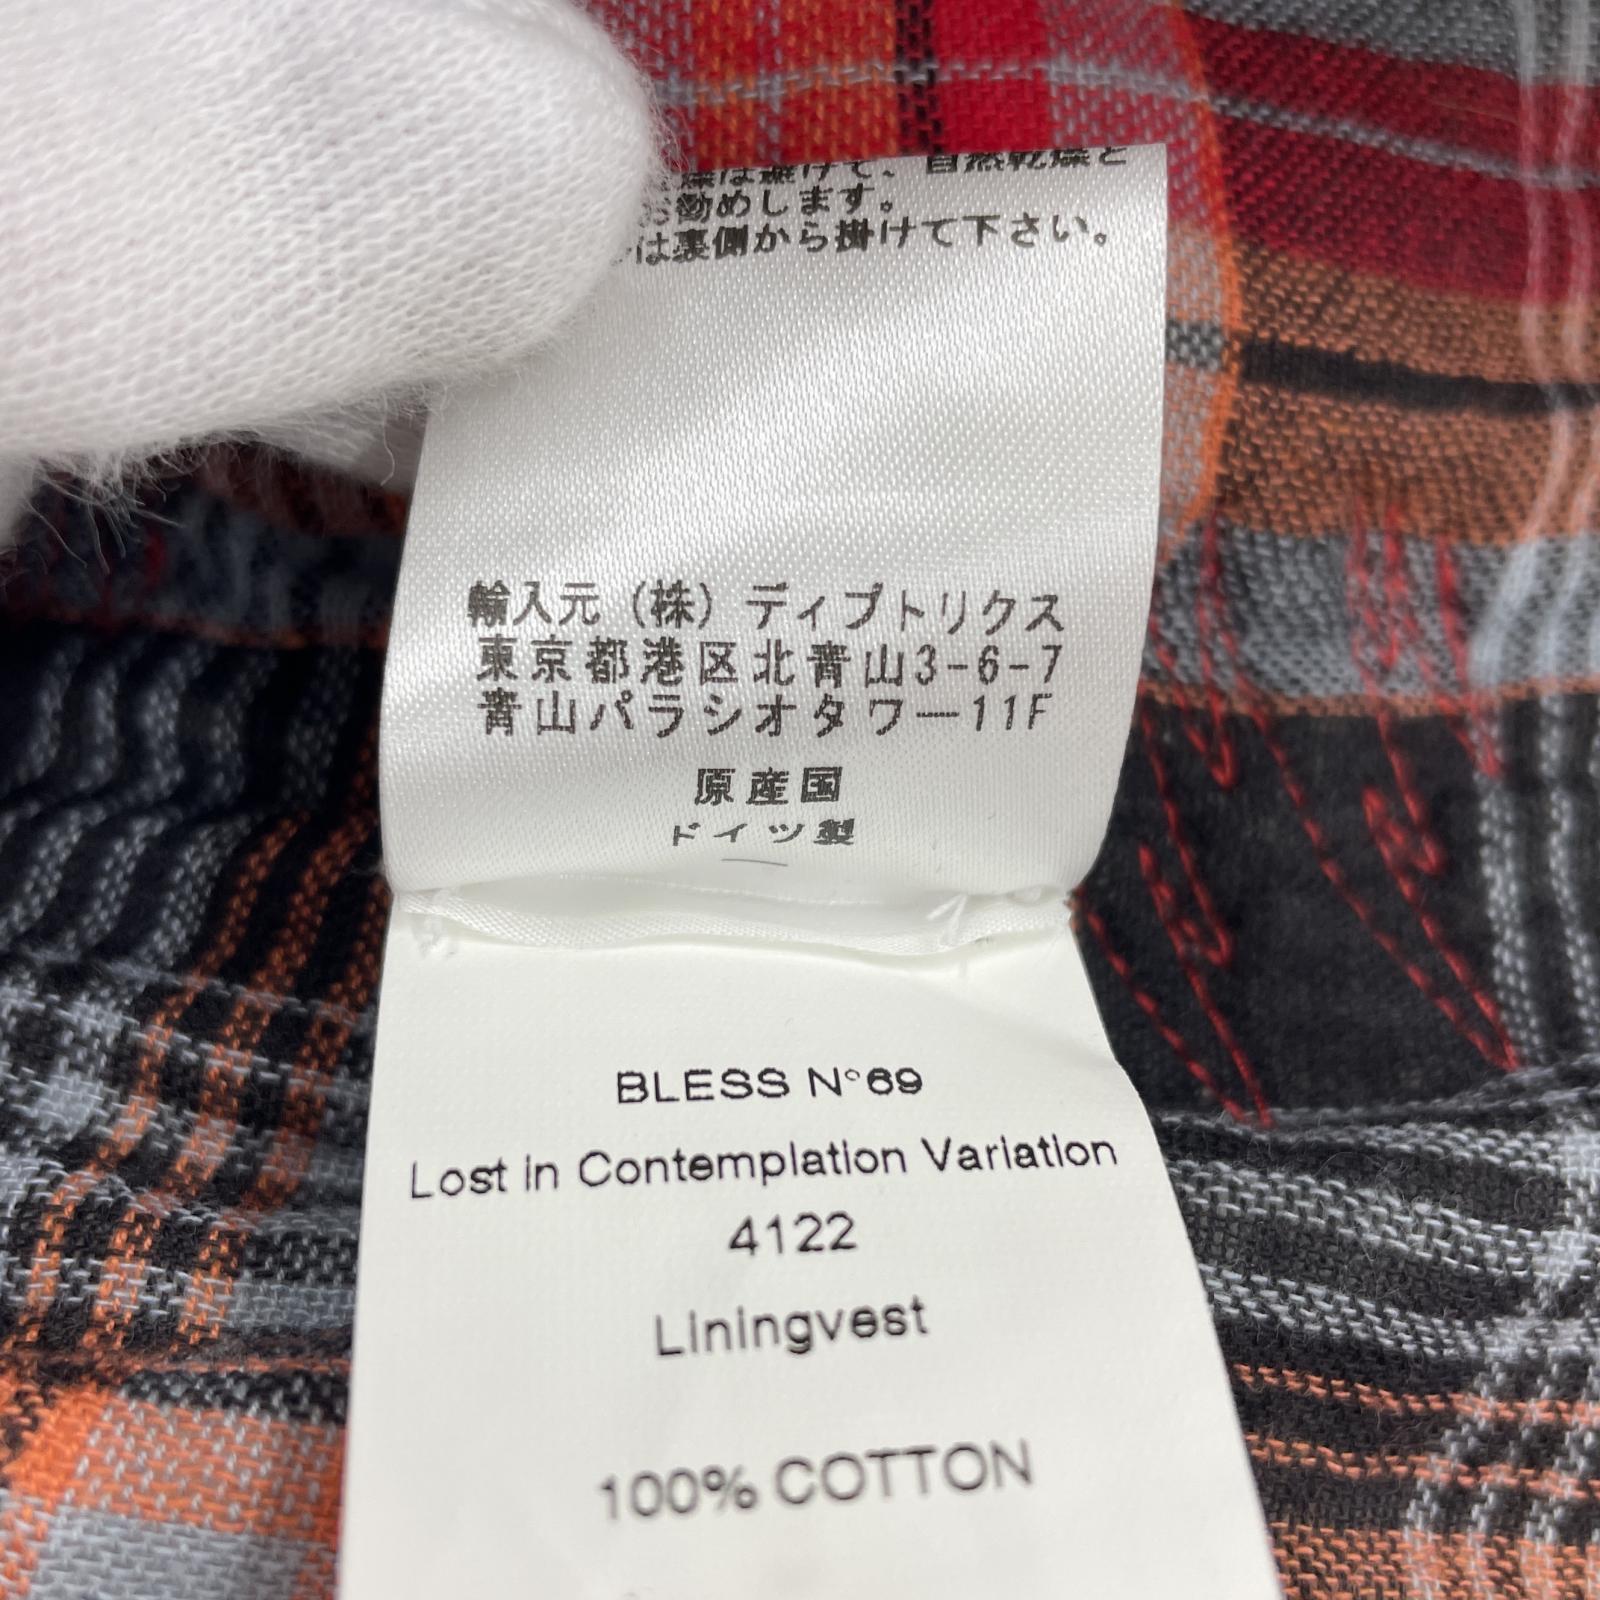 燥は避けて、自然乾燥と
お勧めします。
は裏側から掛けて下さい。
輸入元（株）ディプトリクス
東京都港区北青山3-6-7
青山パラシオタワー11F
原産国
ドイツ製
BLESS N°69
Lost in Contemplation Variation
4122
Liningvest
100% COTTON